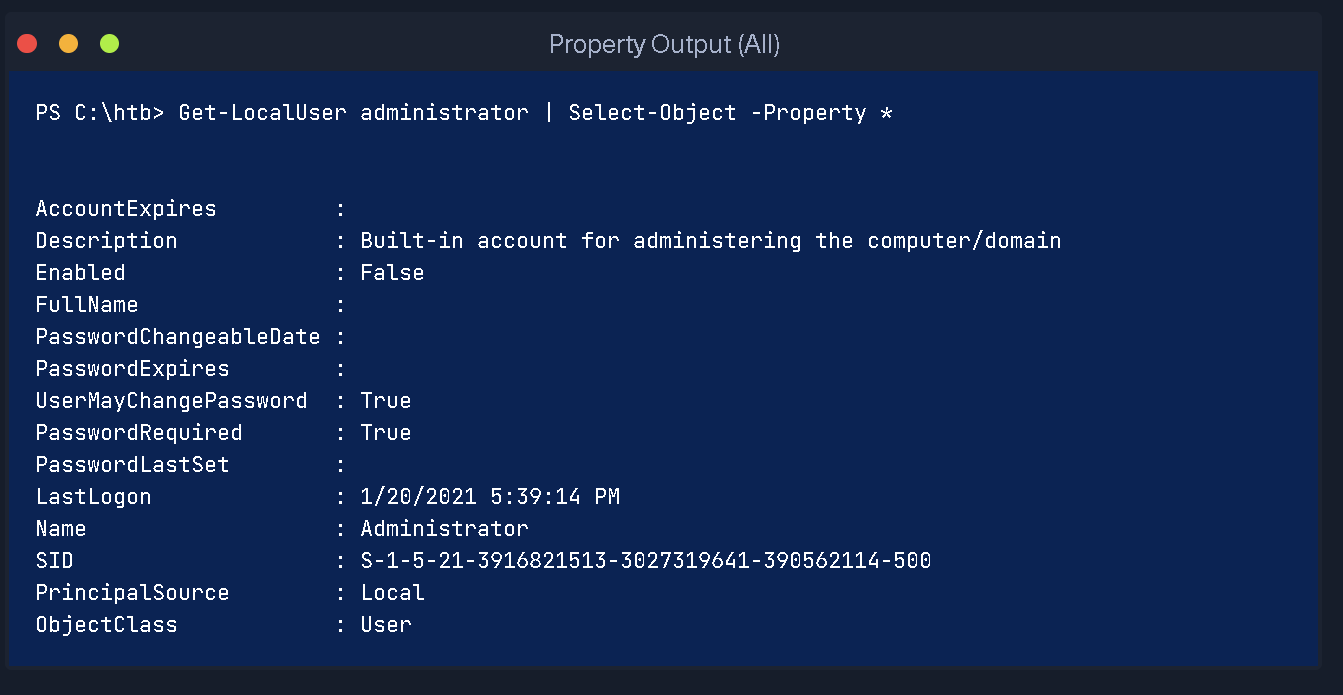 Property Output (All)
PS C:\htb> Get-LocalUser administrator | Select-Object -Property *
AccountExpires         :
Description            : Built-in account for administering the computer/domain
Enabled                : False
FullName               :
PasswordChangeableDate :
PasswordExpires        :
UserMayChangePassword  : True
PasswordRequired       : True
PasswordLastSet        :
LastLogon              : 1/20/2021 5:39:14 PM
Name                   : Administrator
SID                    : S-1-5-21-3916821513-3027319641-390562114-500
PrincipalSource        : Local
ObjectClass            : User